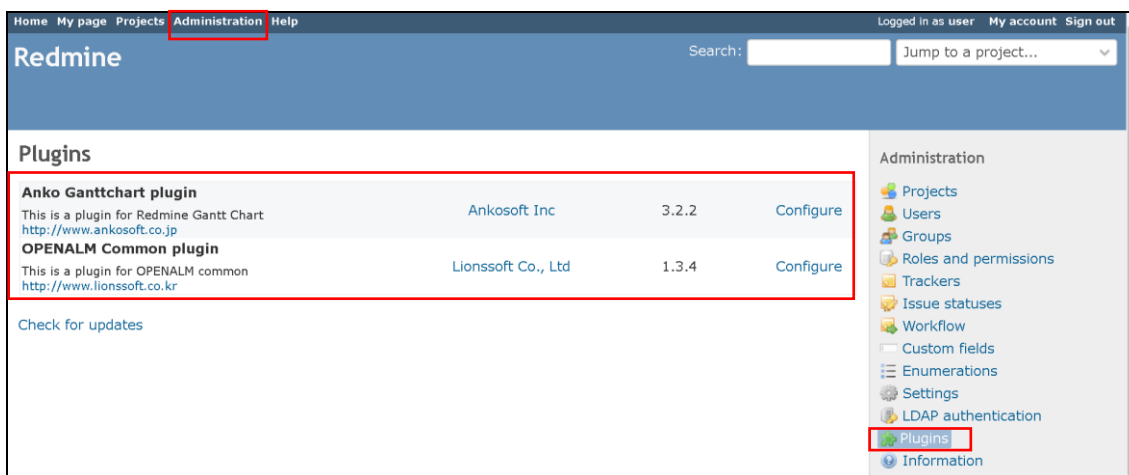 Home My page Projects Administration Help Logged in as user My account Sign out
Redmine Search: Jump to a project...
Plugins
Anko Ganttchart plugin
This is a plugin for Redmine Gantt Chart
http://www.ankosoft.co.jp
Ankosoft Inc 3.2.2 Configure
OPENALM Common plugin
This is a plugin for OPENALM common
http://www.lionssoft.co.kr
Lionssoft Co., Ltd 1.3.4 Configure
Check for updates
Administration
Projects
Users
Groups
Roles and permissions
Trackers
Issue statuses
Workflow
Custom fields
Enumerations
Settings
LDAP authentication
Plugins
Information